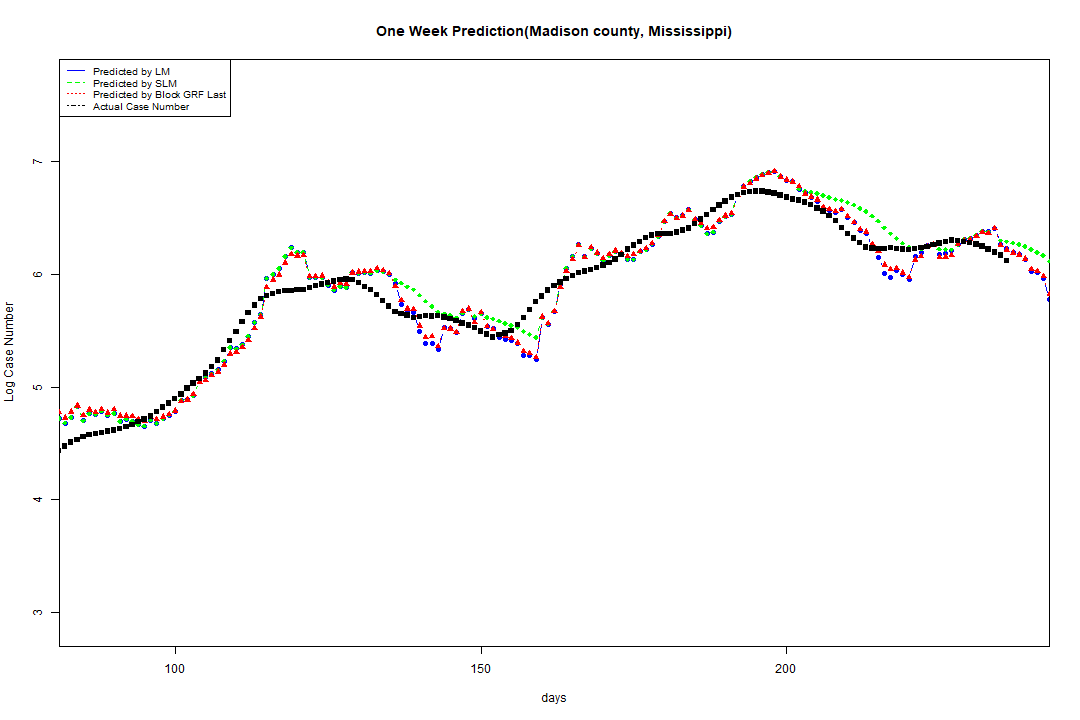 One Week Prediction(Madison county, Mississippi)
Predicted by LM
Predicted by SLM
Predicted by Block GRF Last
Actual Case Number
7
6
5
4
3
Log Case Number
100 150 200
days